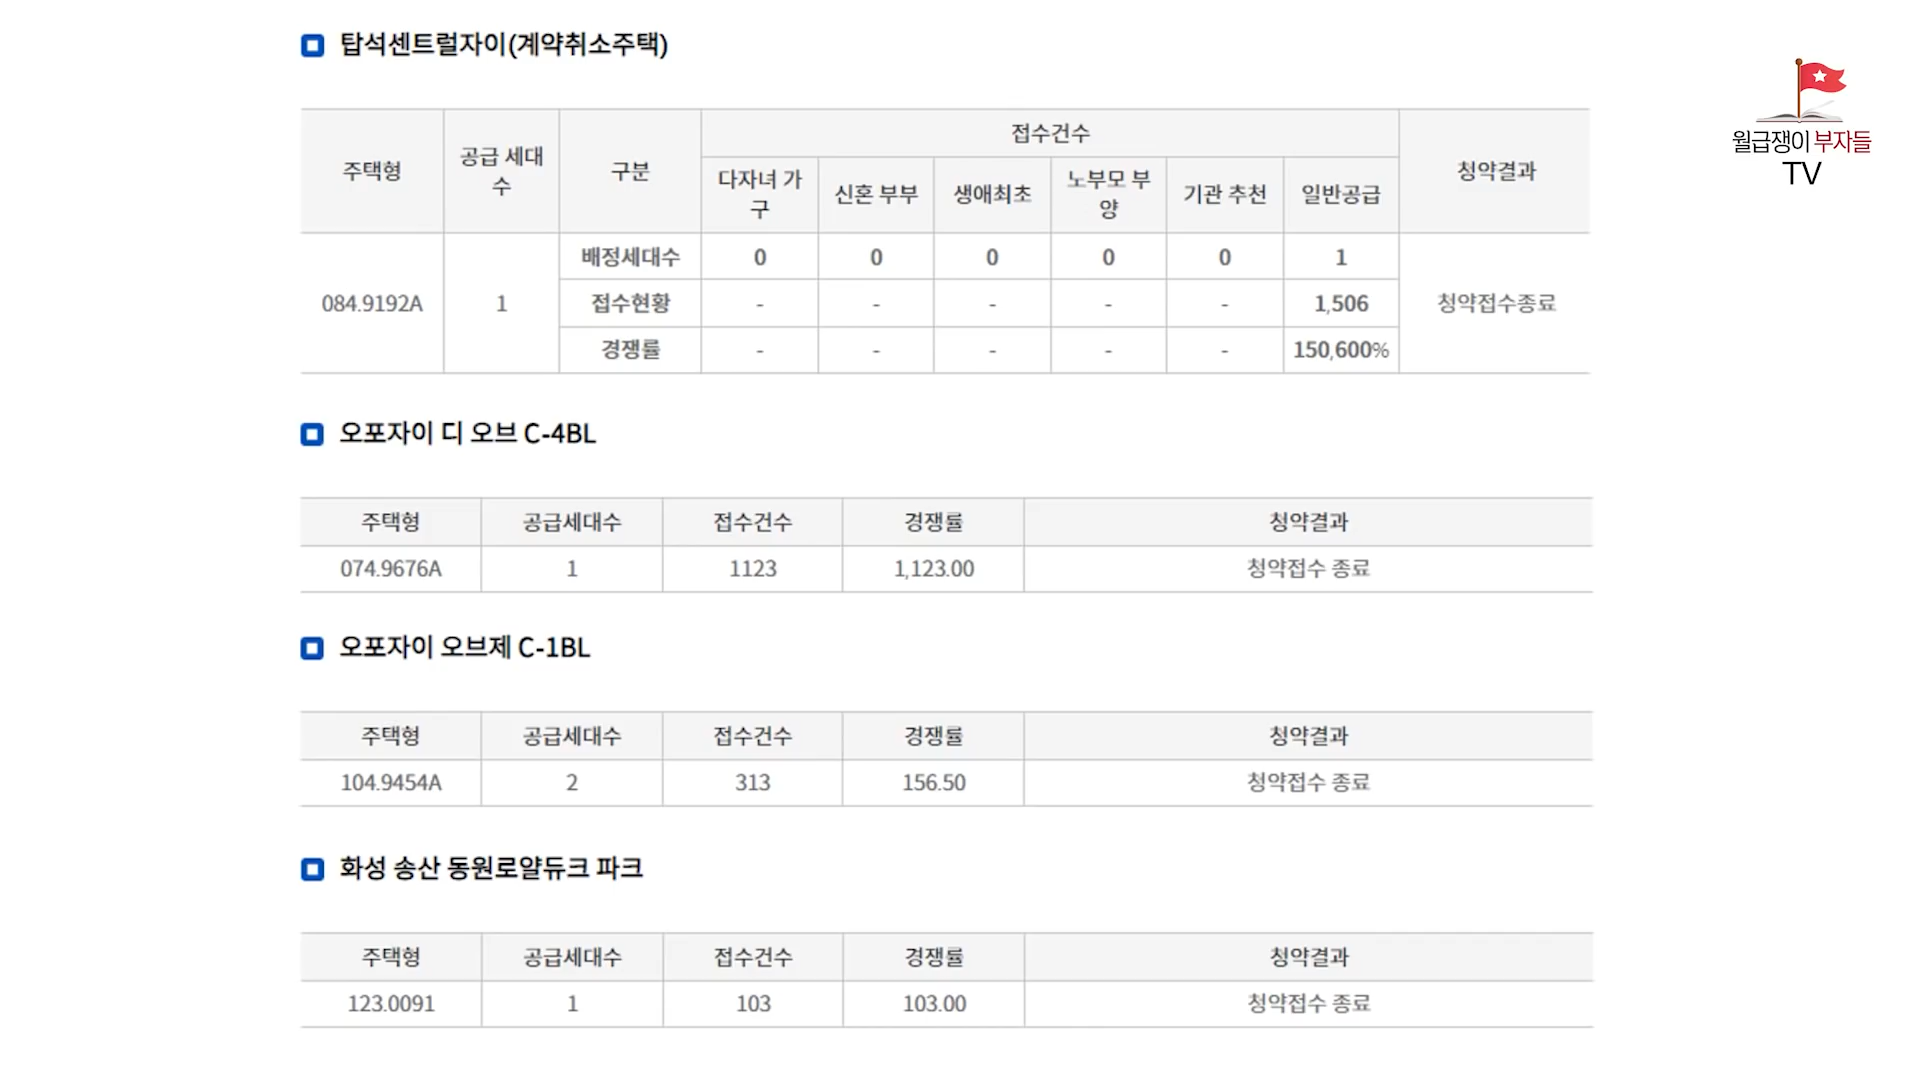 탑석센트럴자이(계약취소주택)
주택형 공급 세대수 구분 접수건수 청약결과
다자녀 가구 신혼 부부 생애최초 노부모 부양 기관 추천 일반공급
084.9192A 1 배정세대수 0 0 0 0 0 1 청약접수종료
접수현황 - - - - - 1,506
경쟁률 - - - - - 150,600%
오포자이 디 오브 C-4BL
주택형 공급세대수 접수건수 경쟁률 청약결과
074.9676A 1 1123 1,123.00 청약접수 종료
오포자이 오브제 C-1BL
주택형 공급세대수 접수건수 경쟁률 청약결과
104.9454A 2 313 156.50 청약접수 종료
화성 송산 동원로얄듀크 파크
주택형 공급세대수 접수건수 경쟁률 청약결과
123.0091 1 103 103.00 청약접수 종료
월급쟁이 부자들
TV